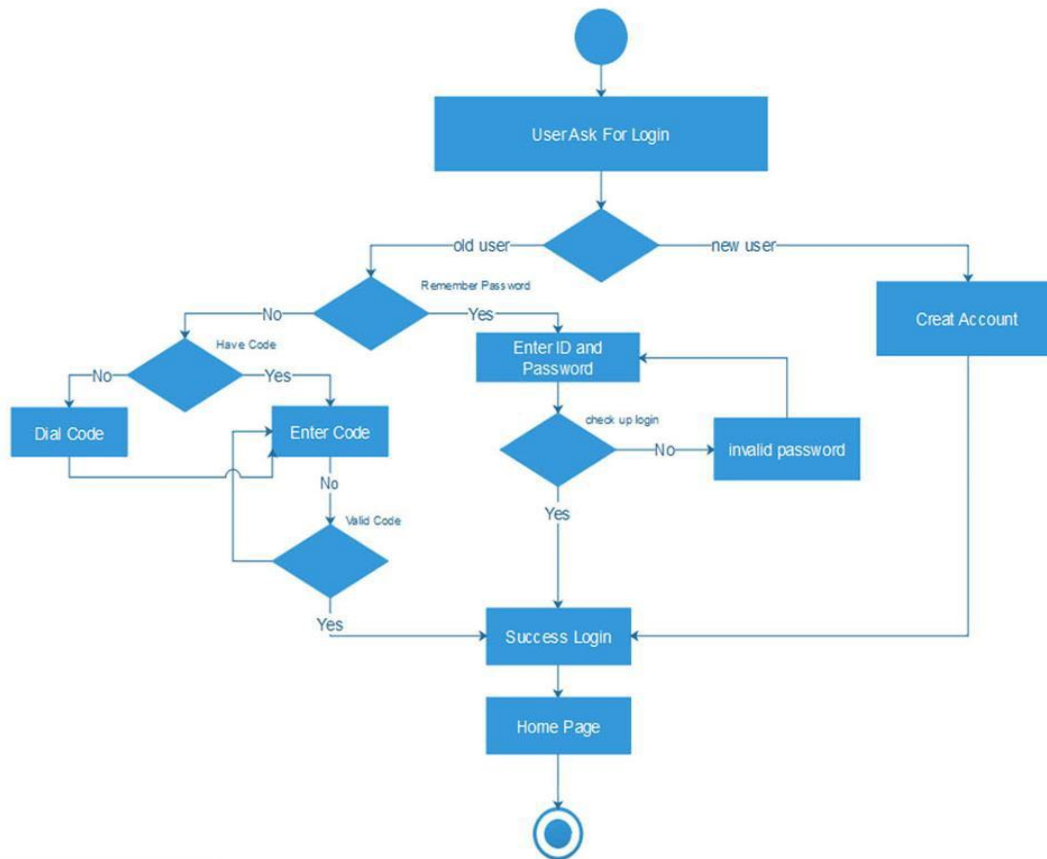 User Ask For Login
old user
new user
Remember Password
No
Yes
Creat Account
Have Code
Enter ID and
Password
No
Yes
Dial Code
Enter Code
check up login
No
invalid password
No
Valid Code
Yes
Yes
Success Login
Home Page